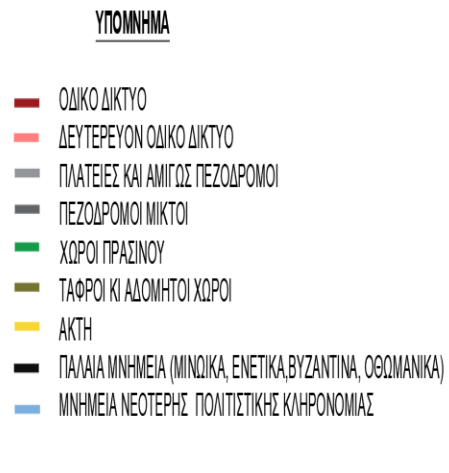 ΥΠΟΜΝΗΜΑ
ΟΔΙΚΟ ΔΙΚΤΥΟ
ΔΕΥΤΕΡΕΥΟΝ ΟΔΙΚΟ ΔΙΚΤΥΟ
ΠΛΑΤΕΙΕΣ ΚΑΙ ΑΜΙΓΩΣ ΠΕΖΟΔΡΟΜΟΙ
ΠΕΖΟΔΡΟΜΟΙ ΜΙΚΤΟΙ
ΧΩΡΟΙ ΠΡΑΣΙΝΟΥ
ΤΑΦΡΟΙ ΚΙ ΑΔΟΜΗΤΟΙ ΧΩΡΟΙ
ΑΚΤΗ
ΠΑΛΑΙΑ ΜΝΗΜΕΙΑ (ΜΙΝΩΙΚΑ, ΕΝΕΤΙΚΑ,ΒΥΖΑΝΤΙΝΑ, ΟΘΩΜΑΝΙΚΑ)
ΜΝΗΜΕΙΑ ΝΕΟΤΕΡΗΣ ΠΟΛΙΤΙΣΤΙΚΗΣ ΚΛΗΡΟΝΟΜΙΑΣ